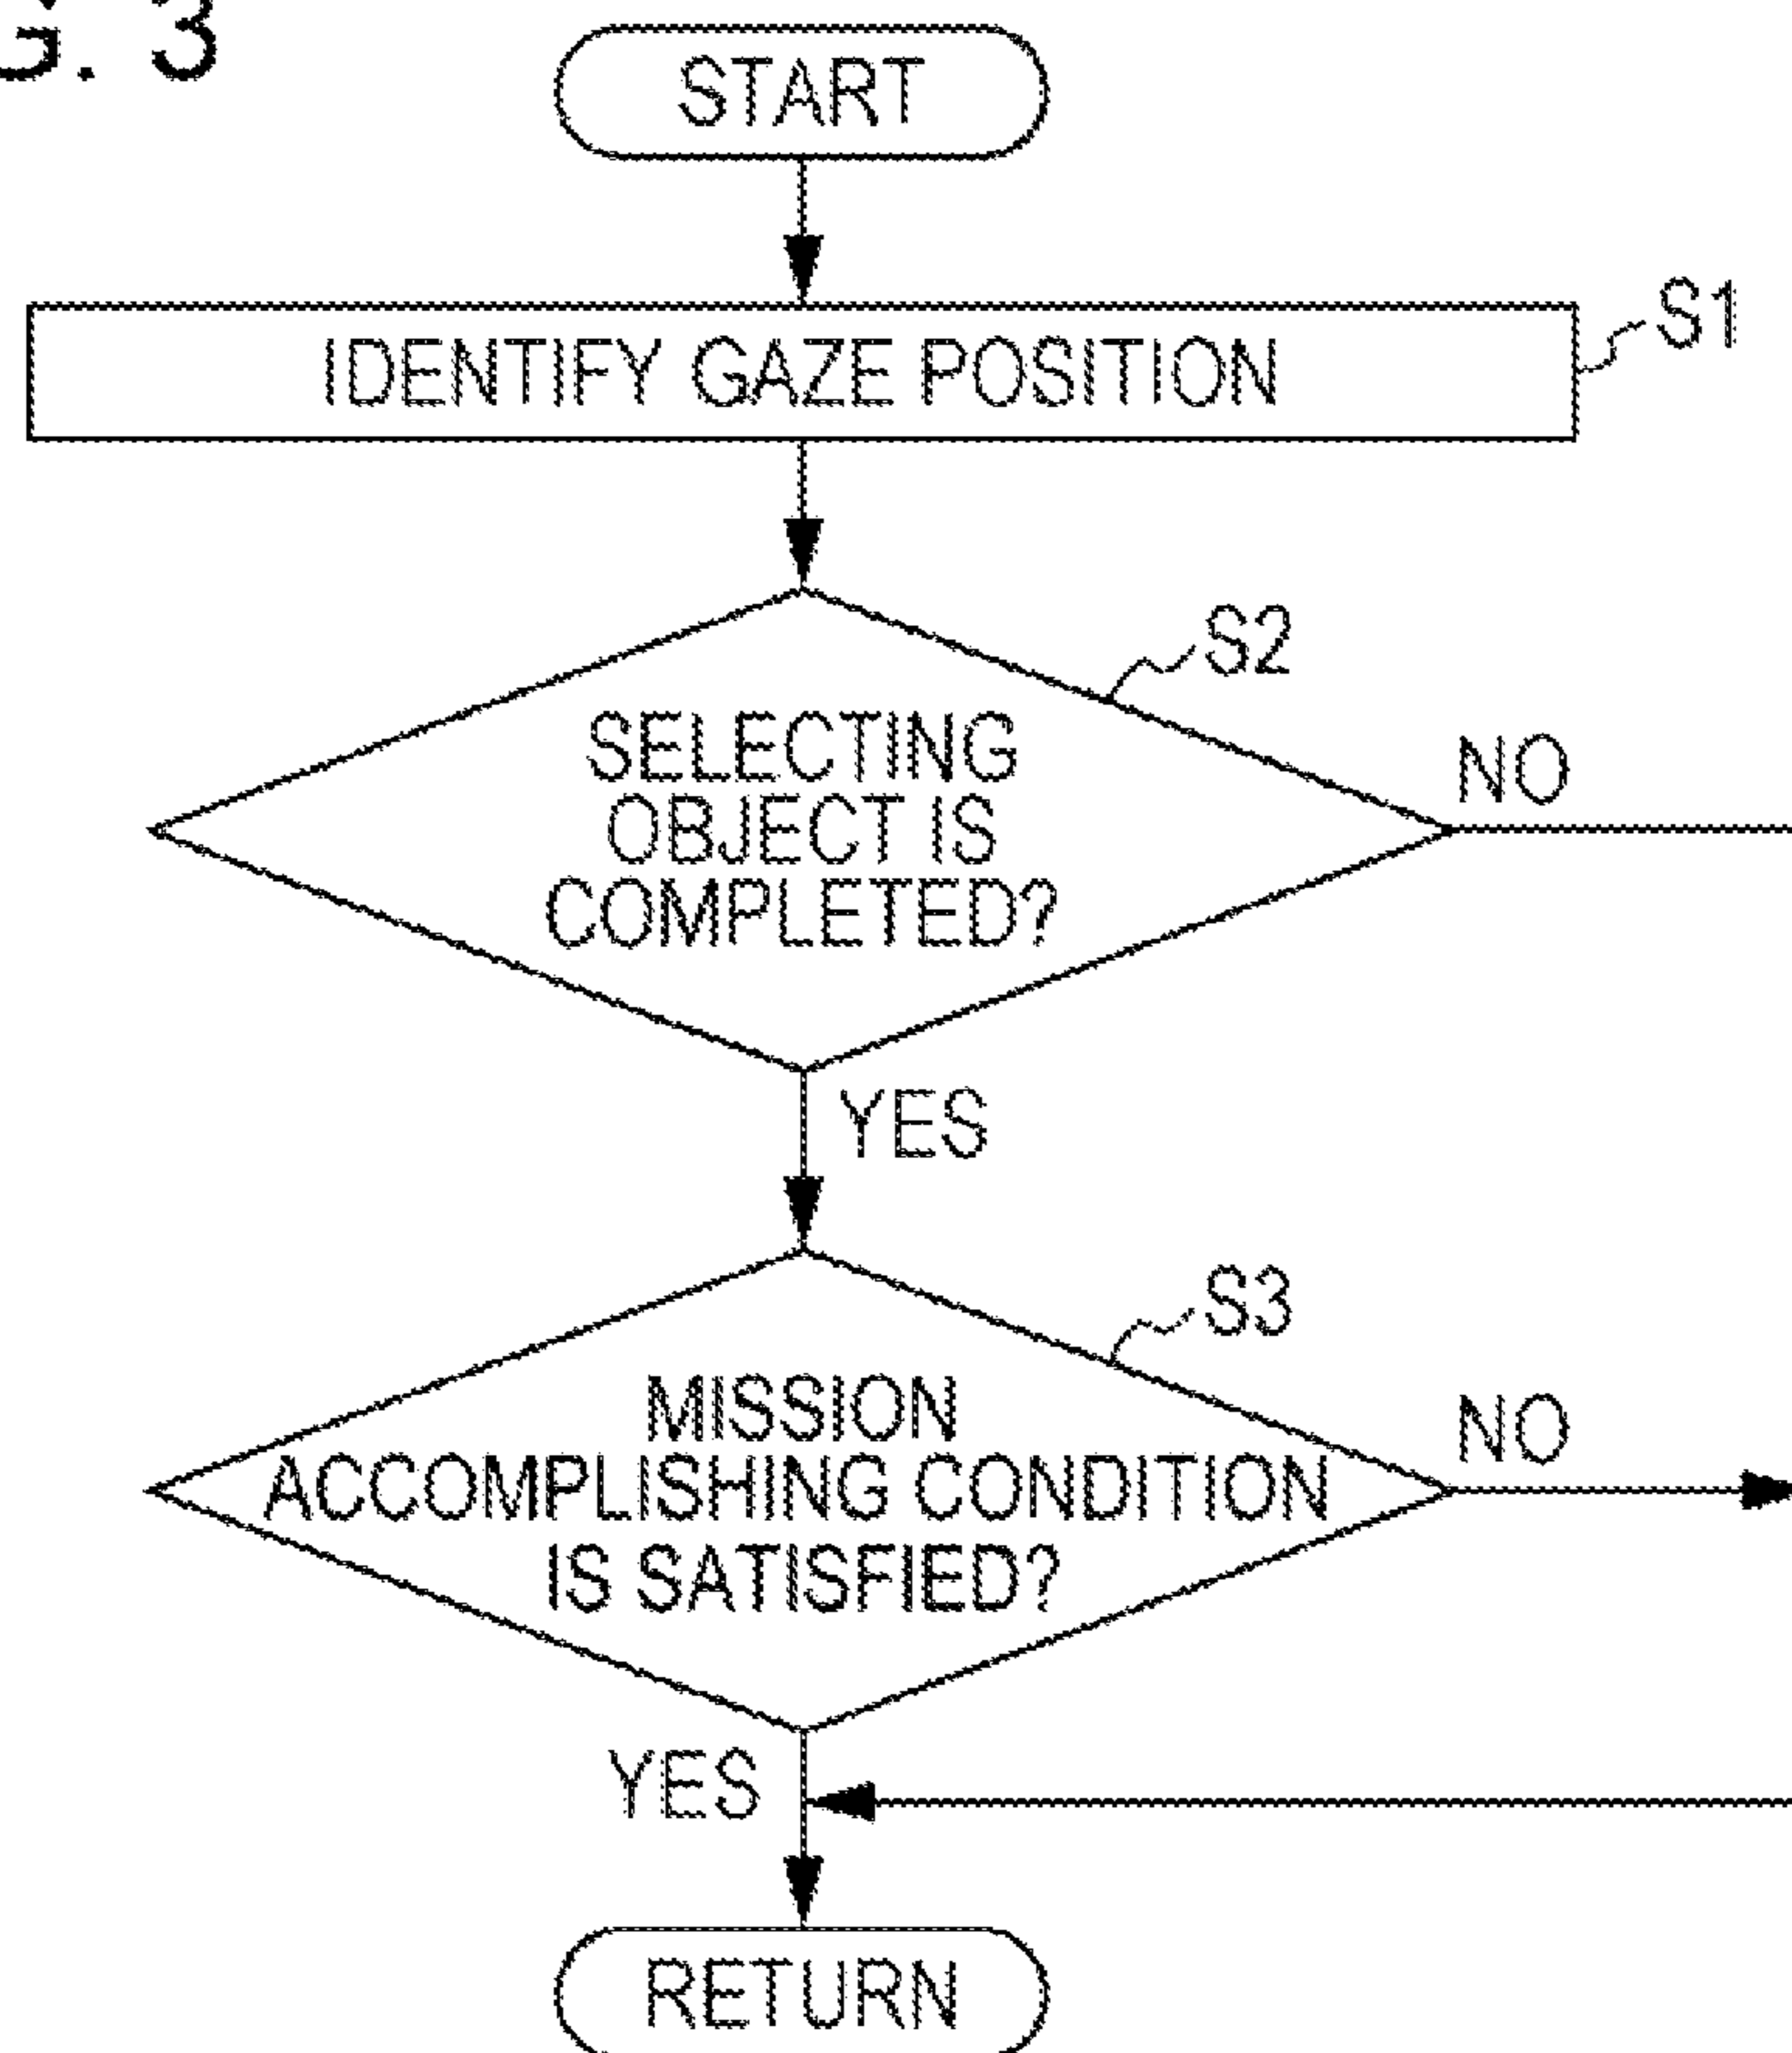 G. 3
START
IDENTIFY GAZE POSITION
S1
S2
SELECTING
OBJECT IS
COMPLETED?
NO
YES
S3
MISSION
ACCOMPLISHING CONDITION
IS SATISFIED?
NO
YES
RETURN